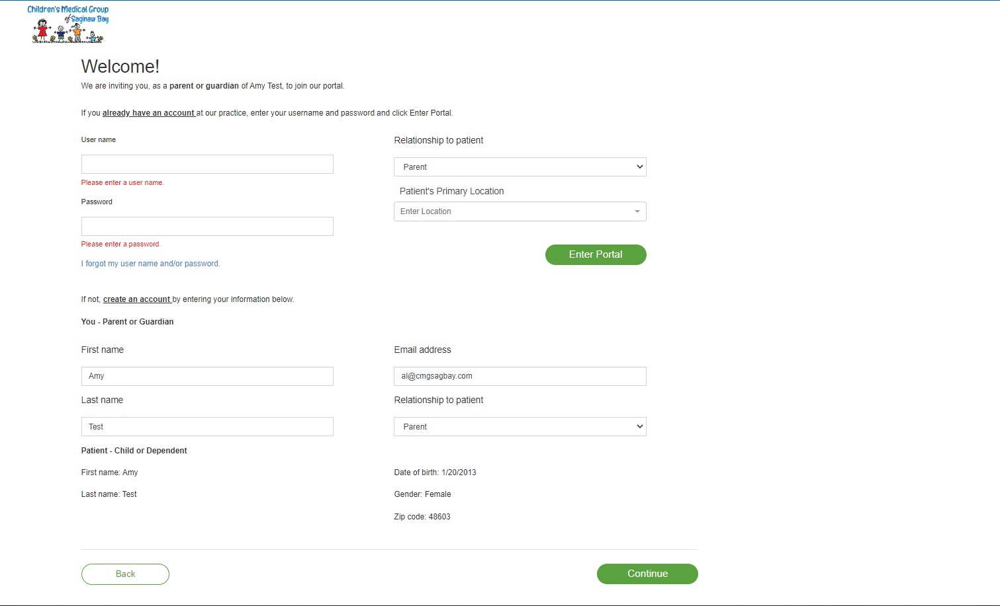 Children's Medical Group
of Saginaw Bay
Welcome!
We are inviting you, as a parent or guardian of Amy Test, to join our portal.
If you already have an account at our practice, enter your username and password and click Enter Portal.
User name
Please enter a user name.
Password
Please enter a password.
I forgot my user name and/or password.
Relationship to patient
Parent
Patient's Primary Location
Enter Location
Enter Portal
If not, create an account by entering your information below.
You - Parent or Guardian
First name
Amy
Last name
Test
Email address
al@cmgsagbay.com
Relationship to patient
Parent
Patient - Child or Dependent
First name: Amy
Last name: Test
Date of birth: 1/20/2013
Gender: Female
Zip code: 48603
Back
Continue